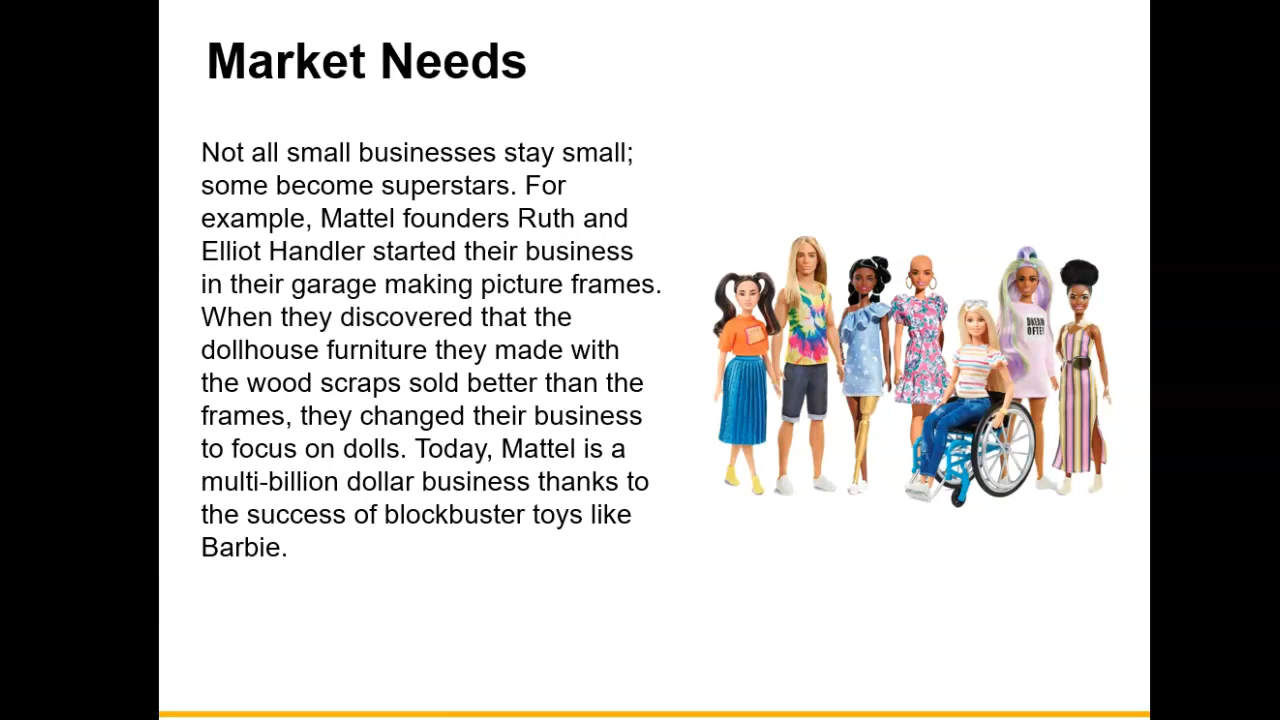 Market Needs
Not all small businesses stay small;
some become superstars. For
example, Mattel founders Ruth and
Elliot Handler started their business
in their garage making picture frames.
When they discovered that the
dollhouse furniture they made with
the wood scraps sold better than the
frames, they changed their business
to focus on dolls. Today, Mattel is a
multi-billion dollar business thanks to
the success of blockbuster toys like
Barbie.
DREAM
OFTEN